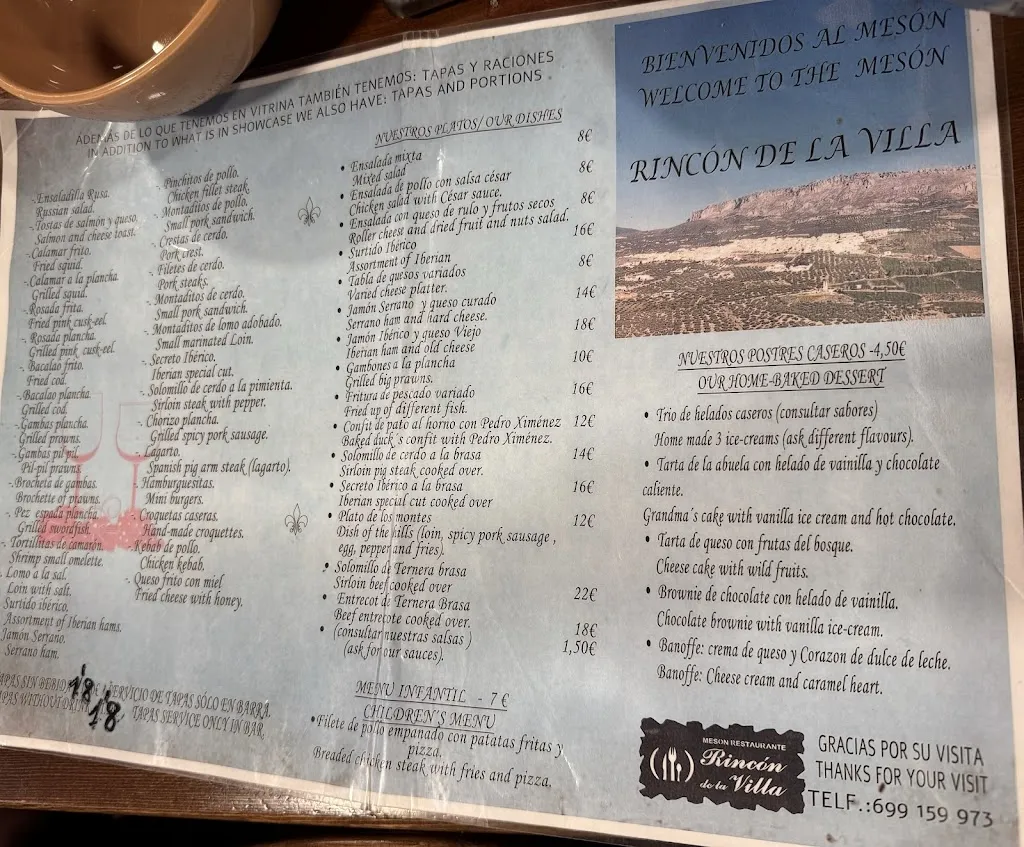 ADEMÁS DE LO QUE TENEMOS EN VITRINA TAMBIÉN TENEMOS: TAPAS Y RACIONES
IN ADDITION TO WHAT IS IN SHOWCASE WE ALSO HAVE: TAPAS AND PORTIONS
-. Ensaladilla Rusa.
Russian salad.
-. Tostas de salmón y queso.
Salmon and cheese toast.
-. Calamar frito.
Fried squid.
-. Calamar a la plancha.
Grilled squid.
-. Rosada frita.
Fried pink cusk-eel.
-. Rosada plancha.
Grilled pink cusk-eel.
-. Bacalao frito.
Fried cod.
-. Bacalao plancha.
Grilled cod.
-. Gambas plancha.
Grilled prowns.
-. Gambas pil pil.
Pil-pil prawns.
-. Brocheta de gambas.
Brochette of prawns.
-. Pez espada plancha.
Grilled swordfish.
-. Tortillitas de camarón.
Shrimp small omelette.
-. Lomo a la sal.
Loin with salt.
Surtido ibérico.
Assortment of Iberian hams.
Jamón Serrano.
Serrano ham.
-. Pinchitos de pollo.
Chicken fillet steak.
-. Montaditos de pollo.
Small pork sandwich.
-. Crestas de cerdo.
Pork crest.
-. Filetes de cerdo.
Pork steaks.
-. Montaditos de cerdo.
Small pork sandwich.
-. Montaditos de lomo adobado.
Small marinated Loin.
-. Secreto Ibérico.
Iberian special cut.
-. Solomillo de cerdo a la pimienta.
Sirloin steak with pepper.
-. Chorizo plancha.
Grilled spicy pork sausage.
-. Lagarto.
Spanish pig arm steak (lagarto).
-. Hamburguesitas.
Mini burgers.
-. Croquetas caseras.
Hand-made croquettes.
-. Kebab de pollo.
Chicken kebab.
-. Queso frito con miel
Fried cheese with honey.
18
18
SERVICIO DE TAPAS SÓLO EN BARRA.
TAPAS SERVICE ONLY IN BAR.
NUESTROS PLATOS/ OUR DISHES
• Ensalada mixta 8€
Mixed salad
• Ensalada de pollo con salsa césar 8€
Chicken salad with César sauce.
• Ensalada con queso de rulo y frutos secos 8€
Roller cheese and dried fruit and nuts salad.
• Surtido Ibérico 16€
Assortment of Iberian
• Tabla de quesos variados 8€
Varied cheese platter.
• Jamón Serrano y queso curado 14€
Serrano ham and hard cheese.
• Jamón Ibérico y queso Viejo 18€
Iberian ham and old cheese
• Gambones a la plancha 10€
Grilled big prawns.
• Fritura de pescado variado 16€
Fried up of different fish.
• Confit de pato al horno con Pedro Ximénez 12€
Baked duck´s confit with Pedro Ximénez.
• Solomillo de cerdo a la brasa 14€
Sirloin pig steak cooked over.
• Secreto Ibérico a la brasa 16€
Iberian special cut cooked over
• Plato de los montes 12€
Dish of the hills (loin, spicy pork sausage ,
egg, pepper and fries).
• Solomillo de Ternera brasa
Sirloin beef cooked over
• Entrecot de Ternera Brasa 22€
Beef entrecote cooked over.
• (consultar nuestras salsas ) 18€
(ask for our sauces). 1,50€
MENÚ INFANTIL - 7 €
CHILDREN´S MENU
•Filete de pollo empanado con patatas fritas y
pizza.
Breaded chicken steak with fries and pizza.
BIENVENIDOS AL MESÓN
WELCOME TO THE MESÓN
RINCÓN DE LA VILLA
NUESTROS POSTRES CASEROS -4,50€
OUR HOME-BAKED DESSERT
• Trio de helados caseros (consultar sabores)
Home made 3 ice-creams (ask different flavours).
• Tarta de la abuela con helado de vainilla y chocolate
caliente.
Grandma´s cake with vanilla ice cream and hot chocolate.
• Tarta de queso con frutas del bosque.
Cheese cake with wild fruits.
• Brownie de chocolate con helado de vainilla.
Chocolate brownie with vanilla ice-cream.
• Banoffe: crema de queso y Corazon de dulce de leche.
Banoffe: Cheese cream and caramel heart.
MESON RESTAURANTE
Rincón
de la Villa
GRACIAS POR SU VISITA
THANKS FOR YOUR VISIT
TELF.:699 159 973